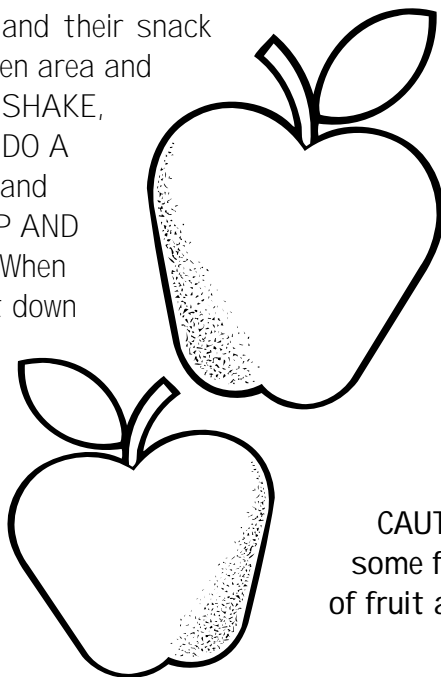 and their snack
en area and
SHAKE,
DO A
and
P AND
When
t down
CAUT
some f
of fruit a